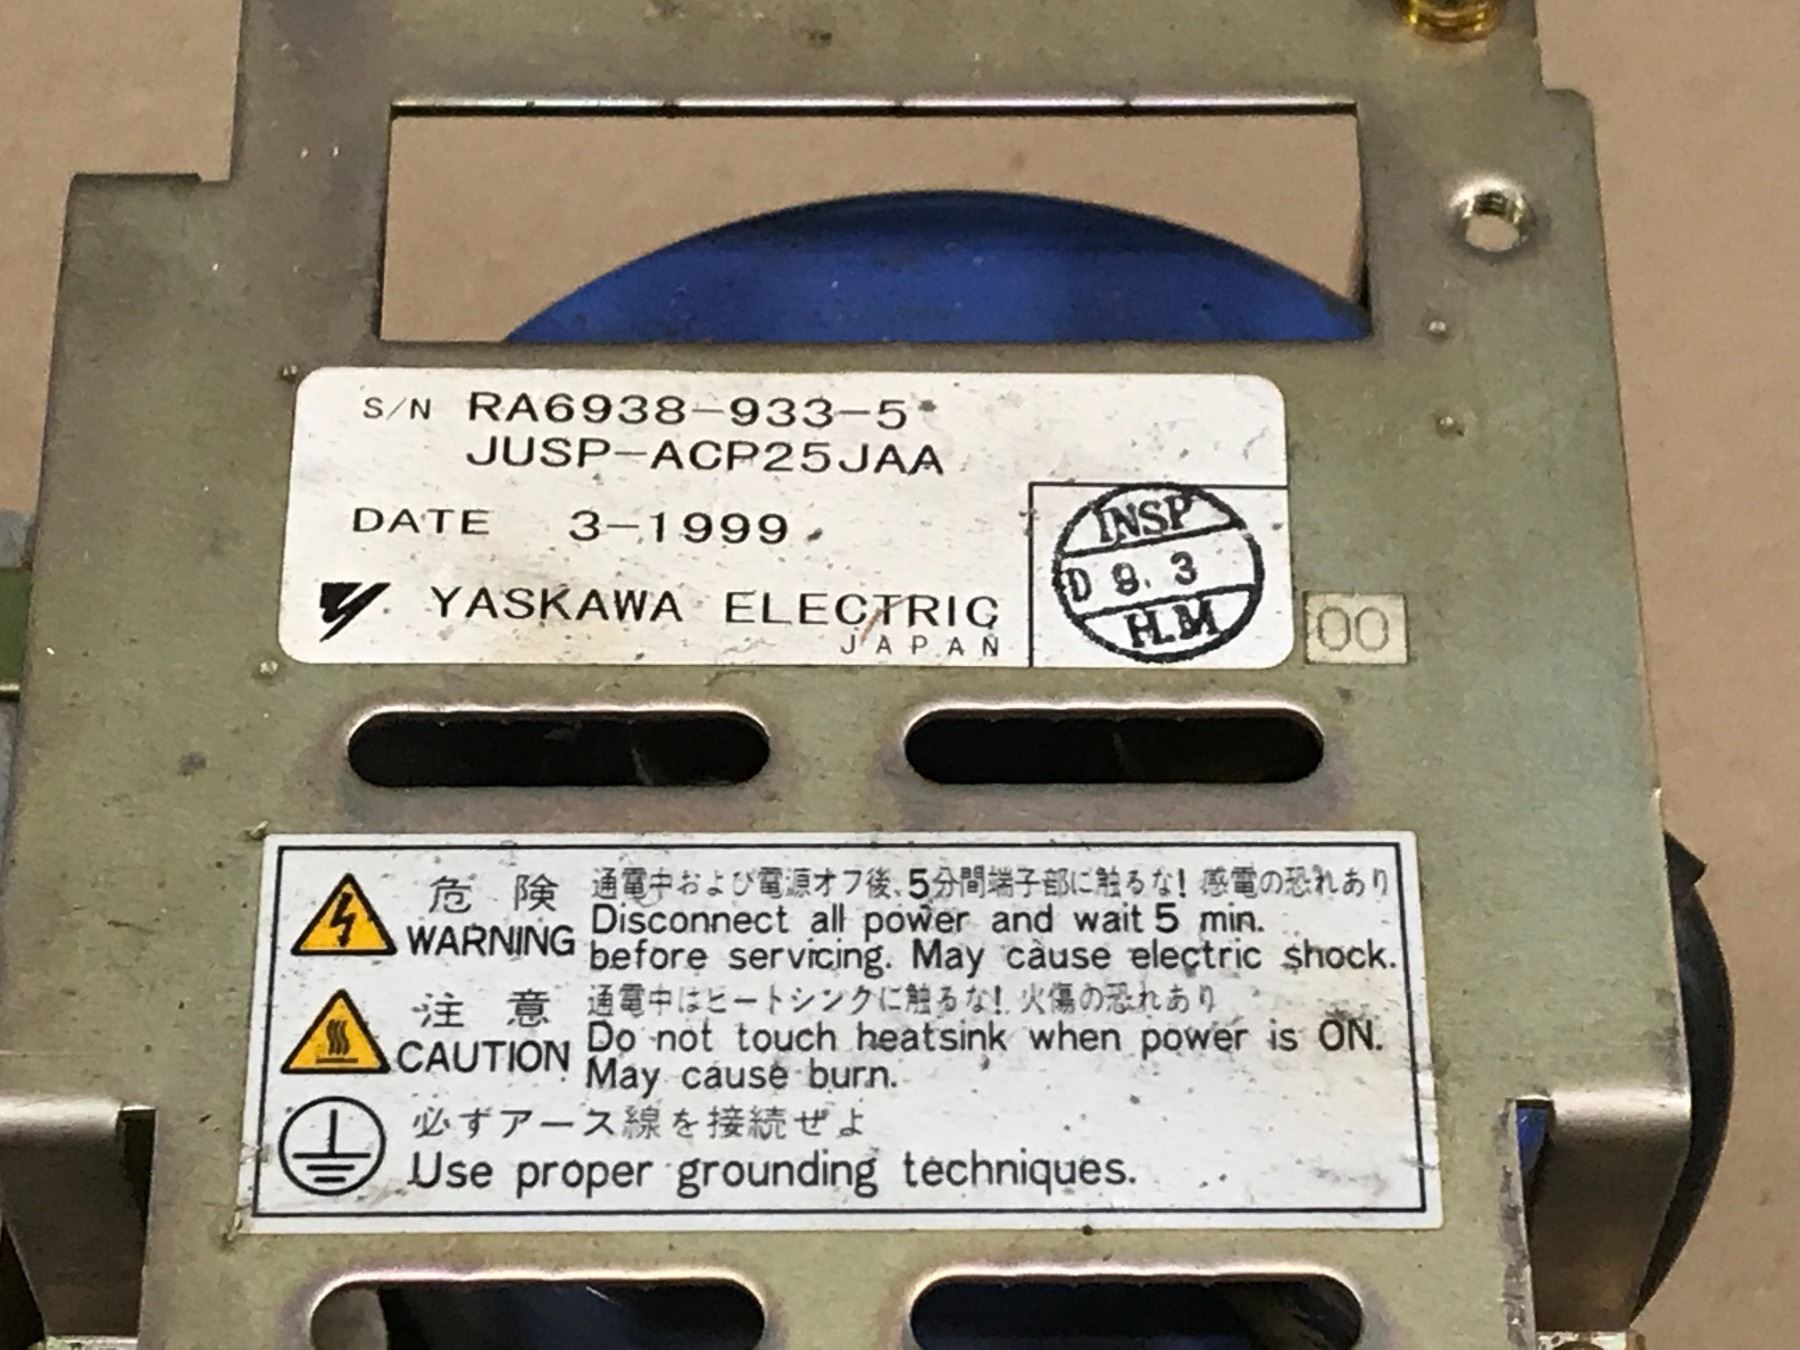 S/N RA6938-933-5
JUSP-ACP25JAA
DATE 3-1999
YASKAWA ELECTRIC
JAPAN
INSP
D 9. 3
H.M
00
危険 通電中および電源オフ後、5分間端子部に触るな! 感電の恐れあり
WARNING Disconnect all power and wait 5 min.
before servicing. May cause electric shock.
注意 通電中はヒートシンクに触るな! 火傷の恐れあり
CAUTION Do not touch heatsink when power is ON.
May cause burn.
必ずアース線を接続せよ
Use proper grounding techniques.